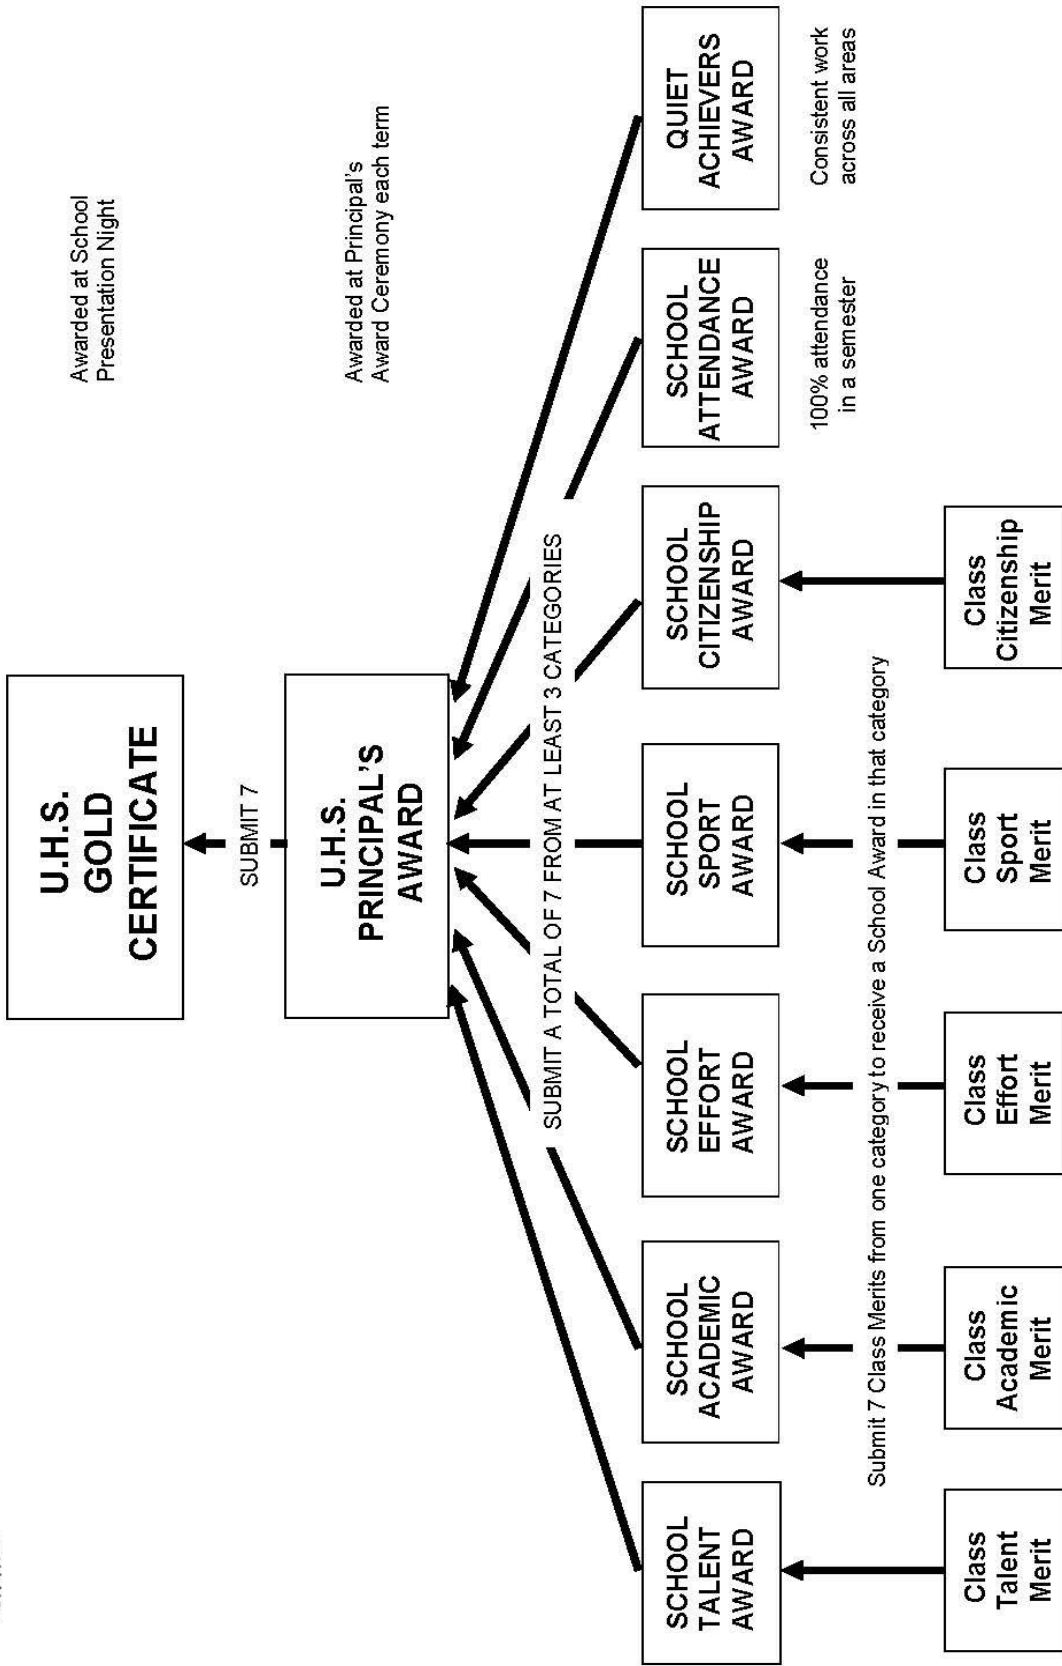 U.H.S.
GOLD
CERTIFICATE
Awarded at School
Presentation Night
SUBMIT 7
U.H.S.
PRINCIPAL'S
AWARD
Awarded at Principal's
Award Ceremony each term
SUBMIT A TOTAL OF 7 FROM AT LEAST 3 CATEGORIES
SCHOOL
TALENT
AWARD
SCHOOL
ACADEMIC
AWARD
SCHOOL
EFFORT
AWARD
SCHOOL
SPORT
AWARD
SCHOOL
CITIZENSHIP
AWARD
SCHOOL
ATTENDANCE
AWARD
QUIET
ACHIEVERS
AWARD
100% attendance
in a semester
Consistent work
across all areas
Submit 7 Class Merits from one category to receive a School Award in that category
Class
Talent
Merit
Class
Academic
Merit
Class
Effort
Merit
Class
Sport
Merit
Class
Citizenship
Merit